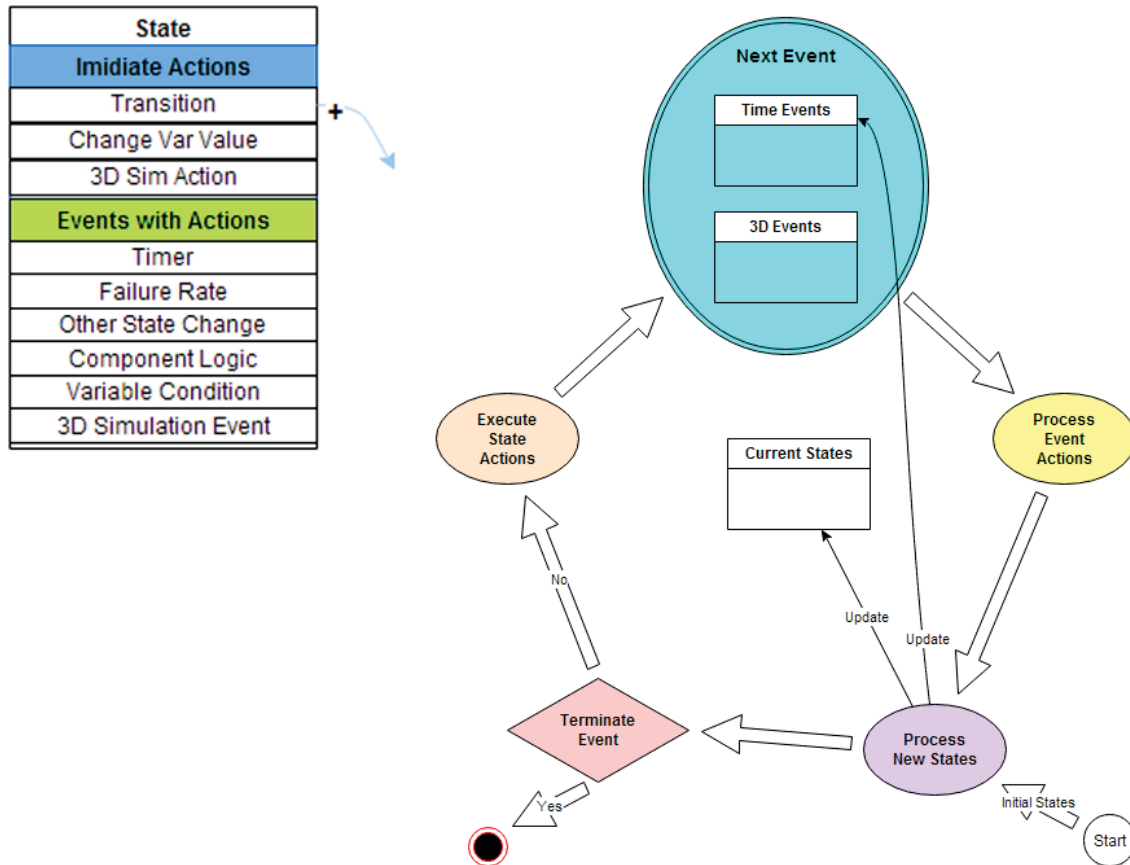 State
Imidiate Actions
Transition
+
Change Var Value
3D Sim Action
Events with Actions
Timer
Failure Rate
Other State Change
Component Logic
Variable Condition
3D Simulation Event
Next Event
Time Events
3D Events
Execute
State
Actions
Process
Event
Actions
Current States
No
Update
Update
Terminate
Event
Process
New States
Yes
Initial States
Start